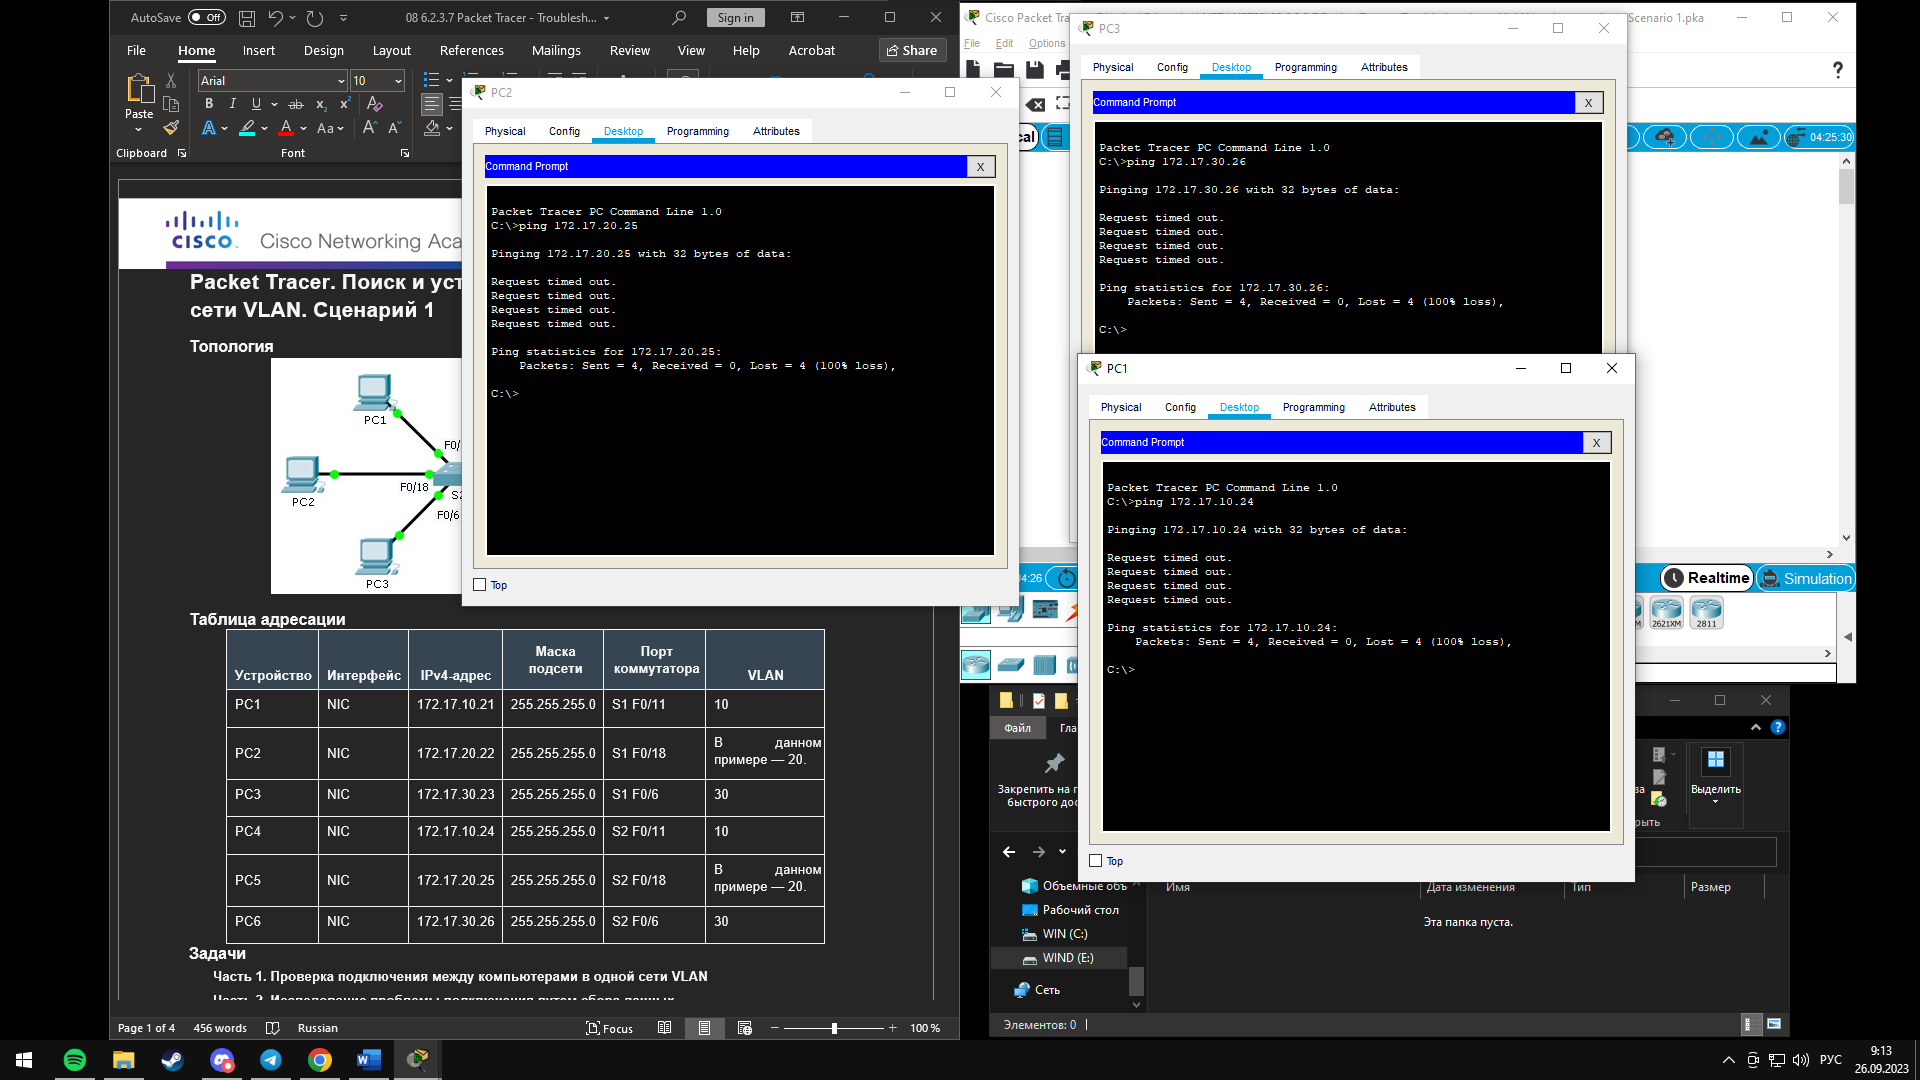 AutoSave
Off
08 6.2.3.7 Packet Tracer - Troublesh...
Sign in
File
Home
Insert
Design
Layout
References
Mailings
Review
View
Help
Acrobat
Share
Paste
Arial
10
Clipboard
Font
CISCO
Cisco Networking Aca
Packet Tracer. Поиск и уст
сети VLAN. Сценарий 1
Топология
PC1
F0/
PC2
F0/18
F0/6
PC3
Таблица адресации
Устройство Интерфейс IPv4-адрес Маска подсети Порт коммутатора VLAN
PC1 NIC 172.17.10.21 255.255.255.0 S1 F0/11 10
PC2 NIC 172.17.20.22 255.255.255.0 S1 F0/18 В данном примере — 20.
PC3 NIC 172.17.30.23 255.255.255.0 S1 F0/6 30
PC4 NIC 172.17.10.24 255.255.255.0 S2 F0/11 10
PC5 NIC 172.17.20.25 255.255.255.0 S2 F0/18 В данном примере — 20.
PC6 NIC 172.17.30.26 255.255.255.0 S2 F0/6 30
Задачи
Часть 1. Проверка подключения между компьютерами в одной сети VLAN
Page 1 of 4
456 words
Russian
Focus
100 %
PC2
Physical
Config
Desktop
Programming
Attributes
Command Prompt
X
Packet Tracer PC Command Line 1.0
C:\>ping 172.17.20.25
Pinging 172.17.20.25 with 32 bytes of data:
Request timed out.
Request timed out.
Request timed out.
Request timed out.
Ping statistics for 172.17.20.25:
Packets: Sent = 4, Received = 0, Lost = 4 (100% loss),
C:\>
Top
Cisco Packet Tra
Scenario 1.pka
File
Edit
Options
04:25:30
Realtime
Simulation
2621XM
2811
PC3
Physical
Config
Desktop
Programming
Attributes
Command Prompt
X
Packet Tracer PC Command Line 1.0
C:\>ping 172.17.30.26
Pinging 172.17.30.26 with 32 bytes of data:
Request timed out.
Request timed out.
Request timed out.
Request timed out.
Ping statistics for 172.17.30.26:
Packets: Sent = 4, Received = 0, Lost = 4 (100% loss),
C:\>
PC1
Physical
Config
Desktop
Programming
Attributes
Command Prompt
X
Packet Tracer PC Command Line 1.0
C:\>ping 172.17.10.24
Pinging 172.17.10.24 with 32 bytes of data:
Request timed out.
Request timed out.
Request timed out.
Request timed out.
Ping statistics for 172.17.10.24:
Packets: Sent = 4, Received = 0, Lost = 4 (100% loss),
C:\>
Top
Файл
Гла
Закрепить на п
быстрого дос
Выделить
Объемные объ
Рабочий стол
WIN (C:)
WIND (E:)
Сеть
Имя
Дата изменения
Тип
Размер
Эта папка пуста.
Элементов: 0
РУС
9:13
26.09.2023